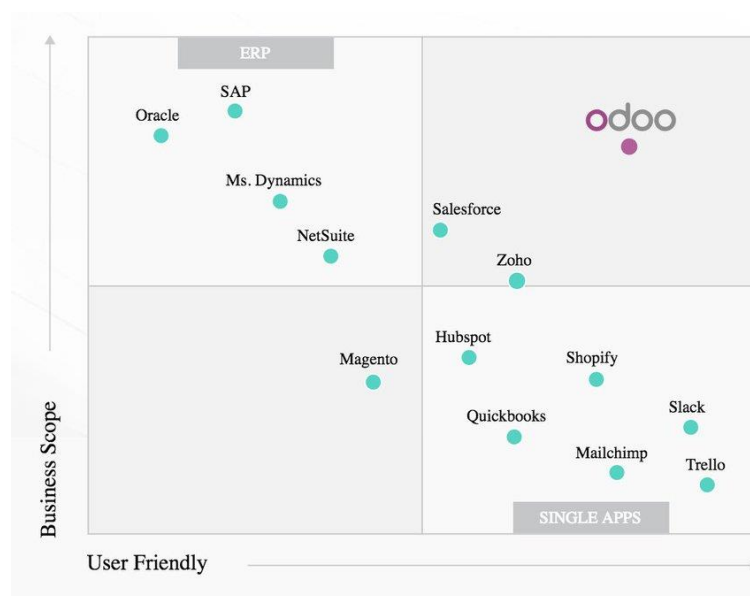 ERP
SAP
Oracle
odoo
Ms. Dynamics
Salesforce
NetSuite
Zoho
Hubspot
Magento
Shopify
Slack
Quickbooks
Mailchimp
Trello
SINGLE APPS
Business Scope
User Friendly